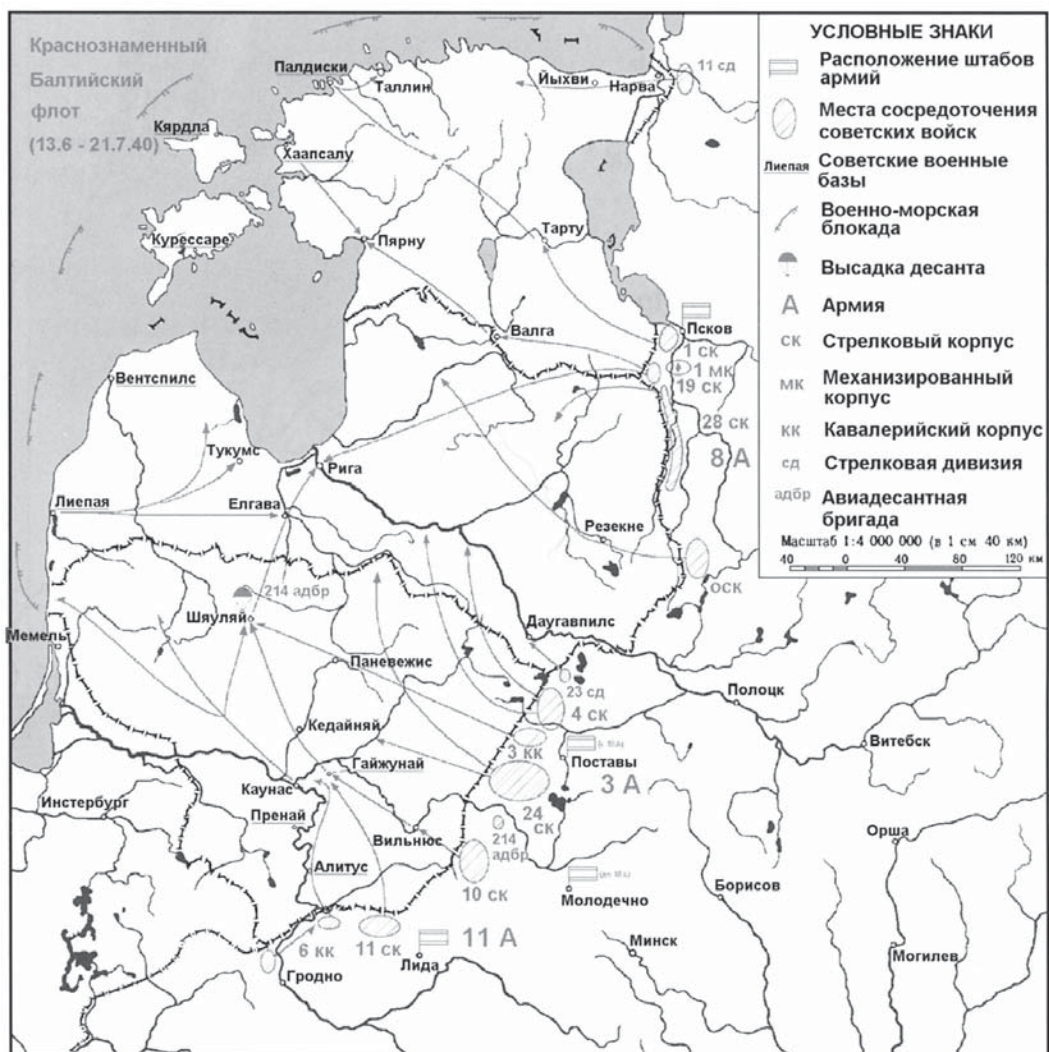 Краснознаменный
Балтийский
флот
(13.6 - 21.7.40)
Палдиски
Таллин
Йыхви
Нарва
11 сд
Кярдла
Хаапсалу
Курессаре
Пярну
Тарту
Псков
Валга
1 ск
1 мк
19 ск
28 ск
8 А
Вентспилс
Тукумс
Рига
Лиепая
Елгава
Резекне
оск
214 адбр
Шяуляй
Мемель
Даугавпилс
Паневежис
23 сд
4 ск
Полоцк
Кедайняй
3 кк
Поставы
Витебск
Гайжунай
3 А
Каунас
Инстербург
Пренай
24
ск
Вильнюс
214
адбр
Орша
Алитус
10 ск
Молодечно
Борисов
6 кк
11 ск
11 А
Лида
Минск
Могилев
Гродно
УСЛОВНЫЕ ЗНАКИ
Расположение штабов
армий
Места сосредоточения
советских войск
Лиепая Советские военные
базы
Военно-морская
блокада
Высадка десанта
А Армия
ск Стрелковый корпус
мк Механизированный
корпус
кк Кавалерийский корпус
сд Стрелковая дивизия
адбр Авиадесантная
бригада
Масштаб 1:4 000 000 (в 1 см 40 км)
40 0 40 80 120 км